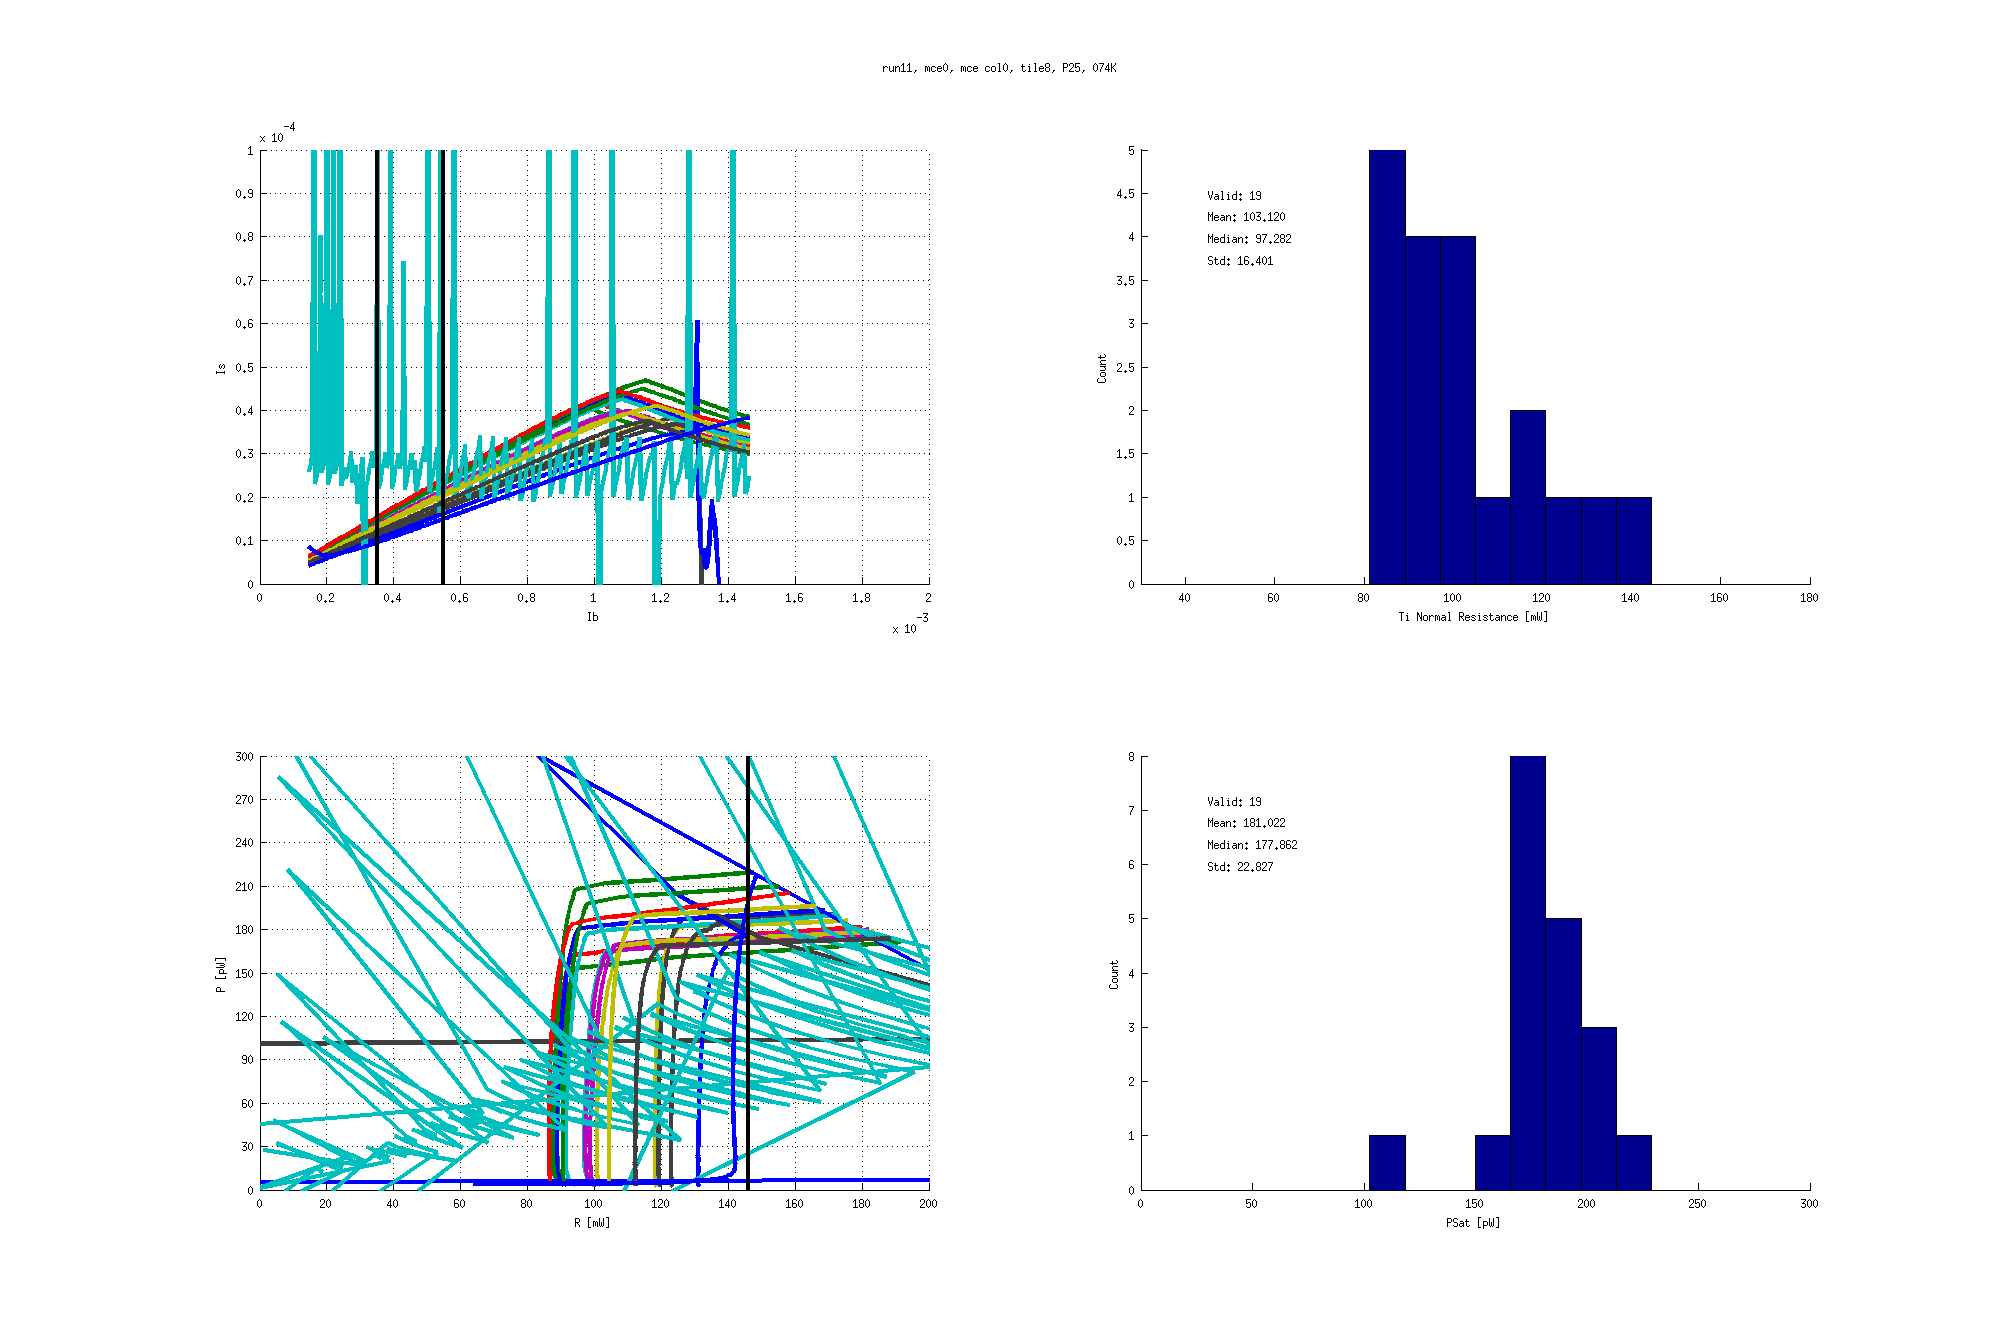 run11, mce0, mce col0, tile8, P25, 074K
x 10^-4
1
0.9
0.8
0.7
0.6
0.5
0.4
0.3
0.2
0.1
0
Is
0 0.2 0.4 0.6 0.8 1 1.2 1.4 1.6 1.8 2
Ib
x 10^-3
5
4.5
4
3.5
3
2.5
2
1.5
1
0.5
0
Count
Valid: 19
Mean: 103.120
Median: 97.282
Std: 16.401
40 60 80 100 120 140 160 180
Ti Normal Resistance [mW]
300
270
240
210
180
150
120
90
60
30
0
P [pW]
0 20 40 60 80 100 120 140 160 180 200
R [mW]
8
7
6
5
4
3
2
1
0
Count
Valid: 19
Mean: 181.022
Median: 177.862
Std: 22.827
0 50 100 150 200 250 300
PSat [pW]